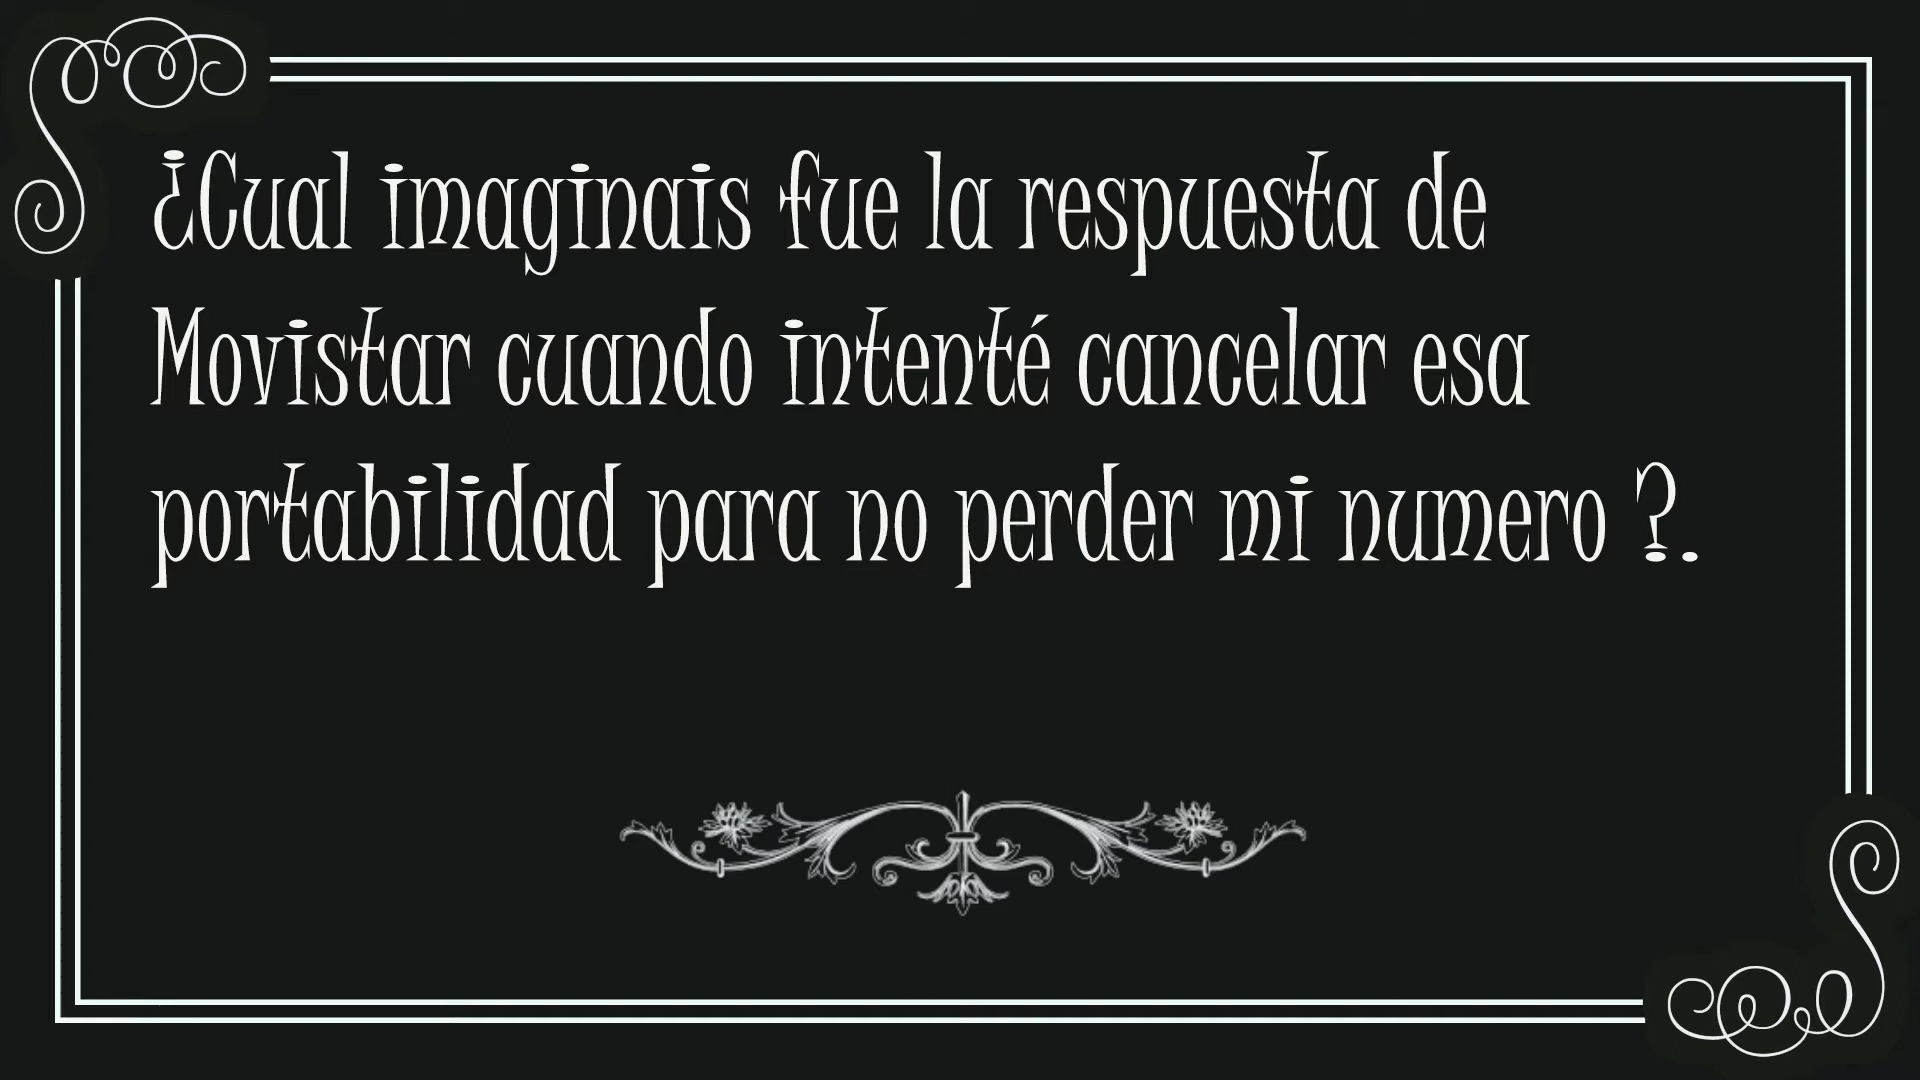 ¿Cual imaginais fue la respuesta de
Movistar cuando intenté cancelar esa
portabilidad para no perder mi numero ?.